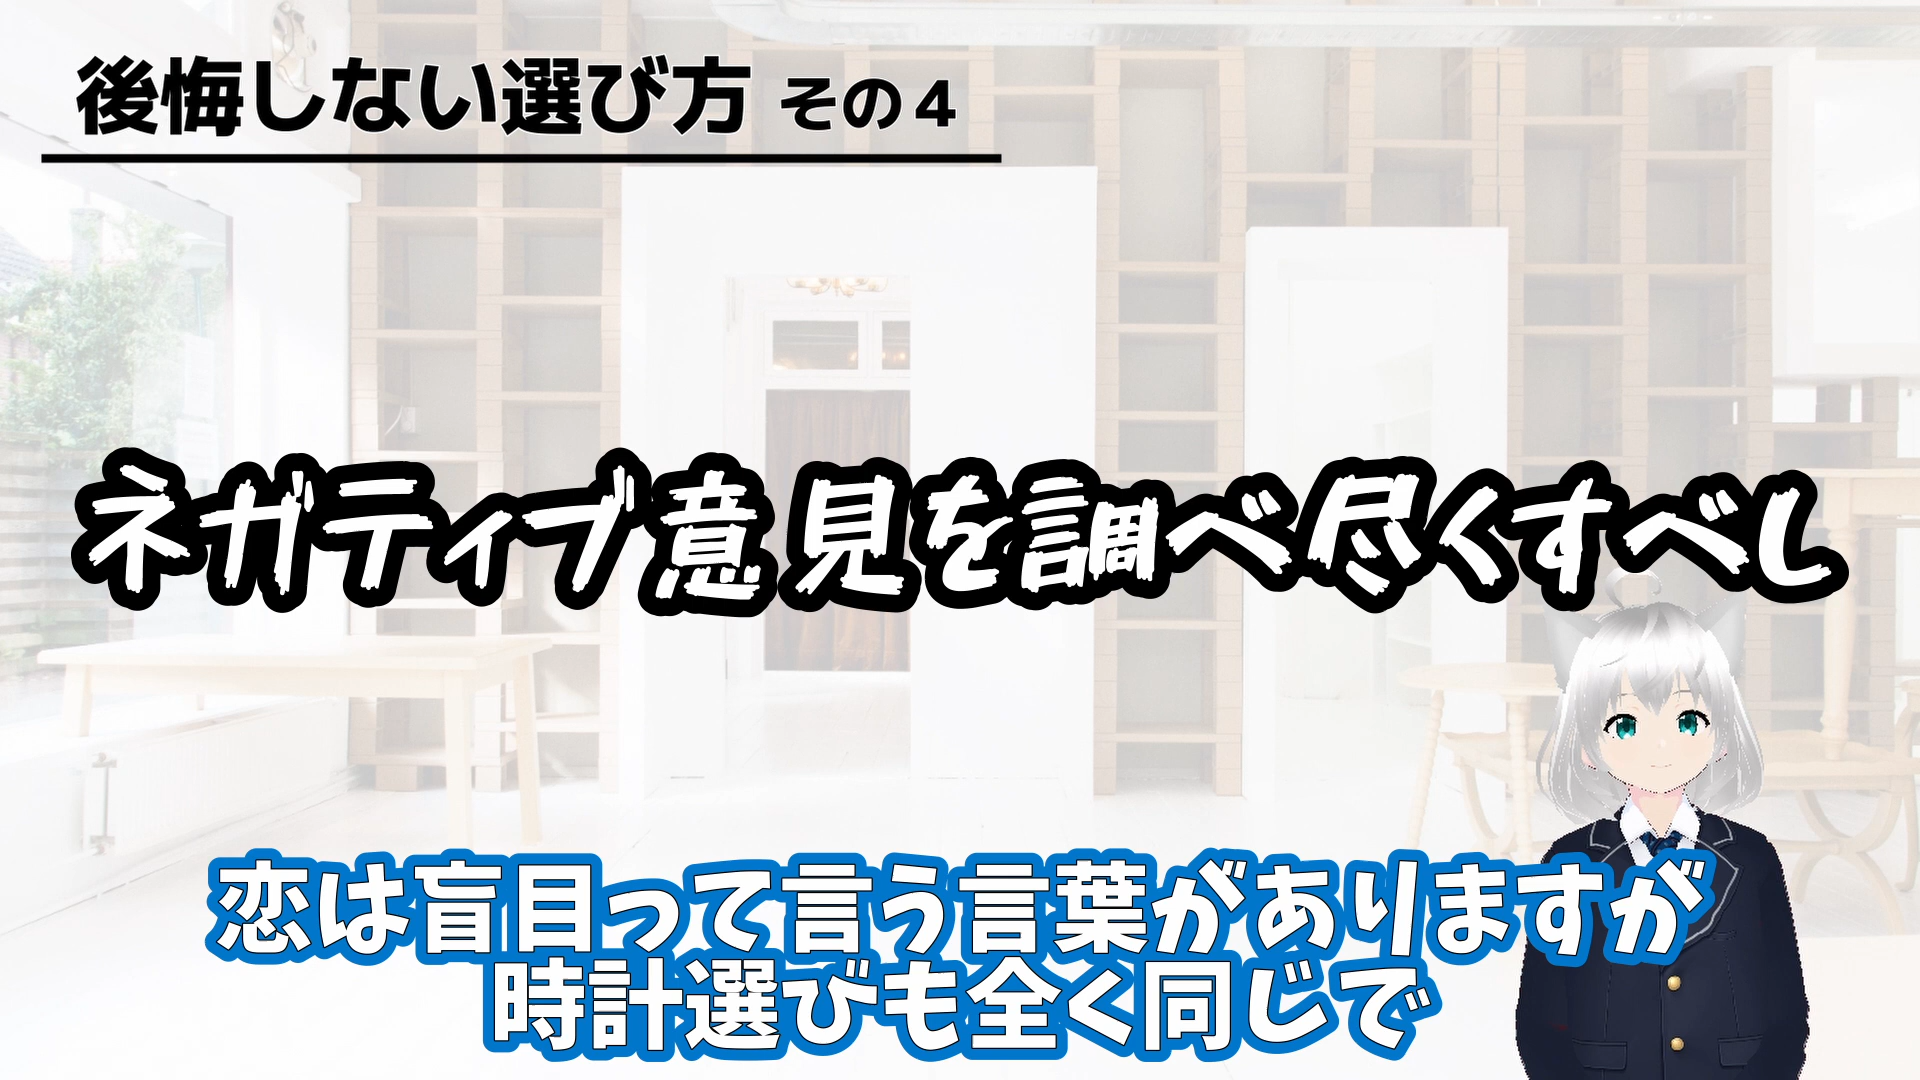 後悔しない選び方 その４
ネガティブ意見を調べ尽くすべし
恋は盲目って言う言葉がありますが
時計選びも全く同じで